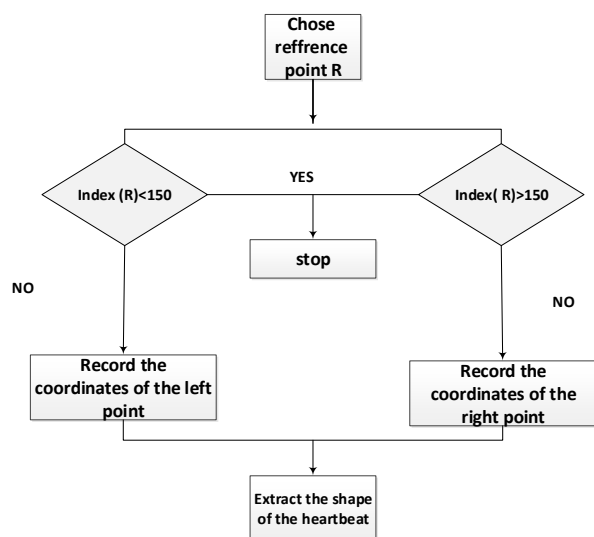 Chose
reffrence
point R
YES
Index (R)<150
Index( R)>150
stop
NO
NO
Record the
coordinates of the left
point
Record the
coordinates of the
right point
Extract the shape
of the heartbeat